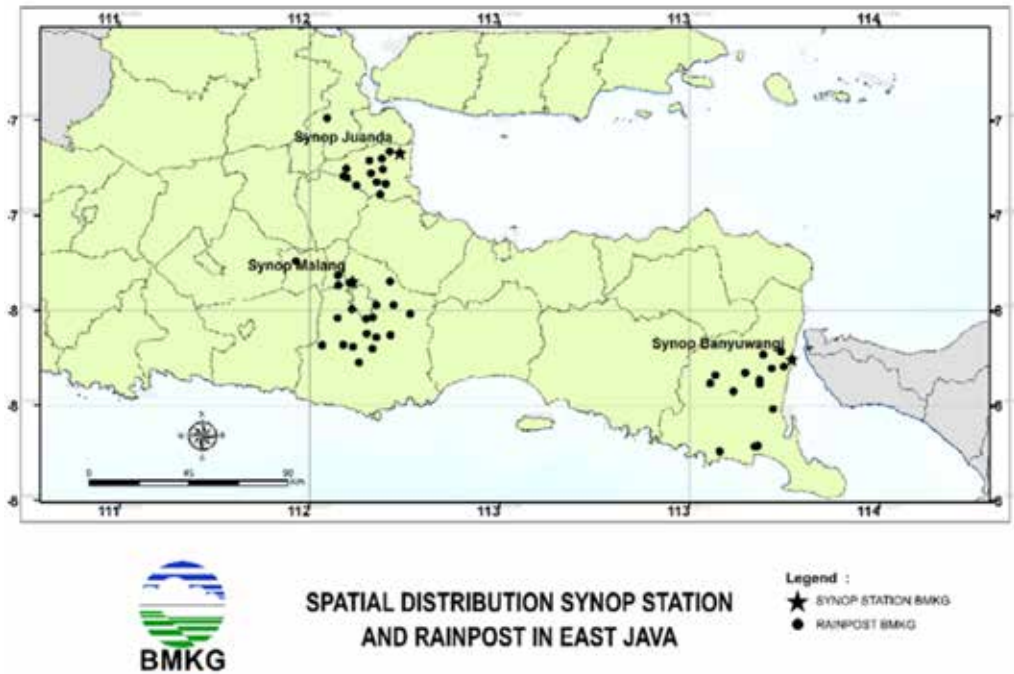 111 112 113 113 114
-7 -7
Synop Juanda
-7 -7
Synop Malang
-8 -8
Synop Banyuwangi
-8 -8
0 45 90
Km
-8 -8
111 112 113 113 114
BMKG
SPATIAL DISTRIBUTION SYNOP STATION
AND RAINPOST IN EAST JAVA
Legend :
SYNOP STATION BMKG
RAINPOST BMKG